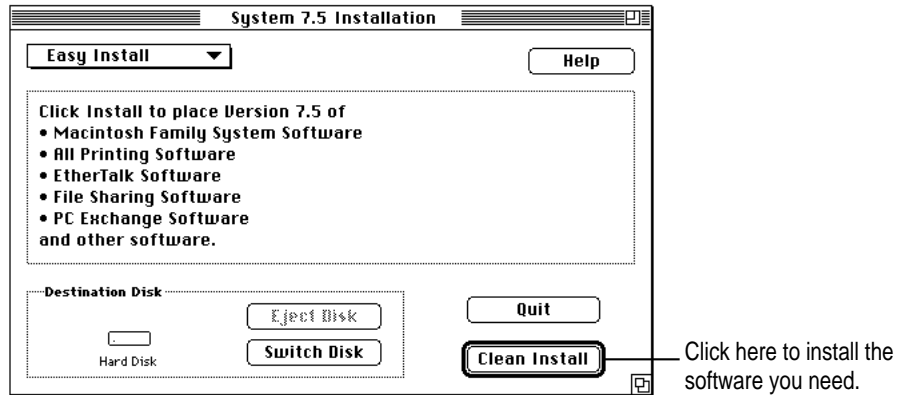 System 7.5 Installation
Easy Install
Help
Click Install to place Version 7.5 of
• Macintosh Family System Software
• All Printing Software
• EtherTalk Software
• File Sharing Software
• PC Exchange Software
and other software.
Destination Disk
Eject Disk
Quit
Hard Disk
Switch Disk
Clean Install
Click here to install the
software you need.